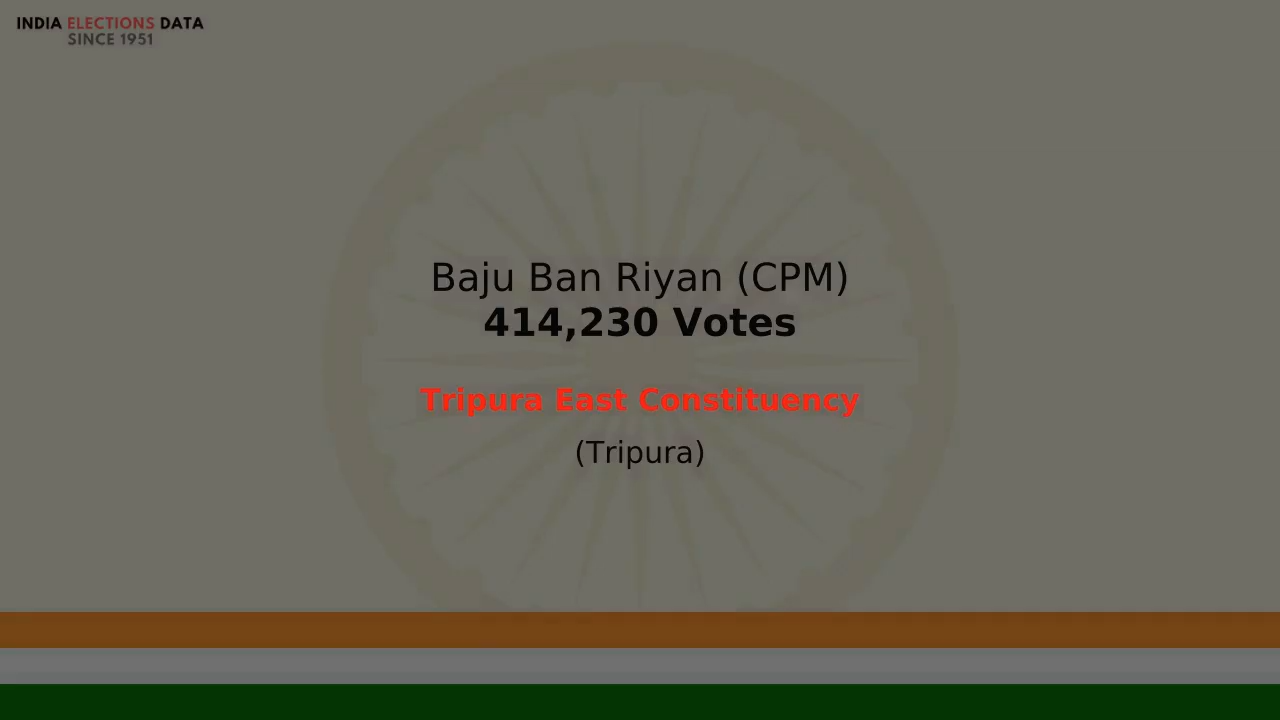 INDIA ELECTIONS DATA
SINCE 1951
Baju Ban Riyan (CPM)
414,230 Votes
Tripura East Constituency
(Tripura)